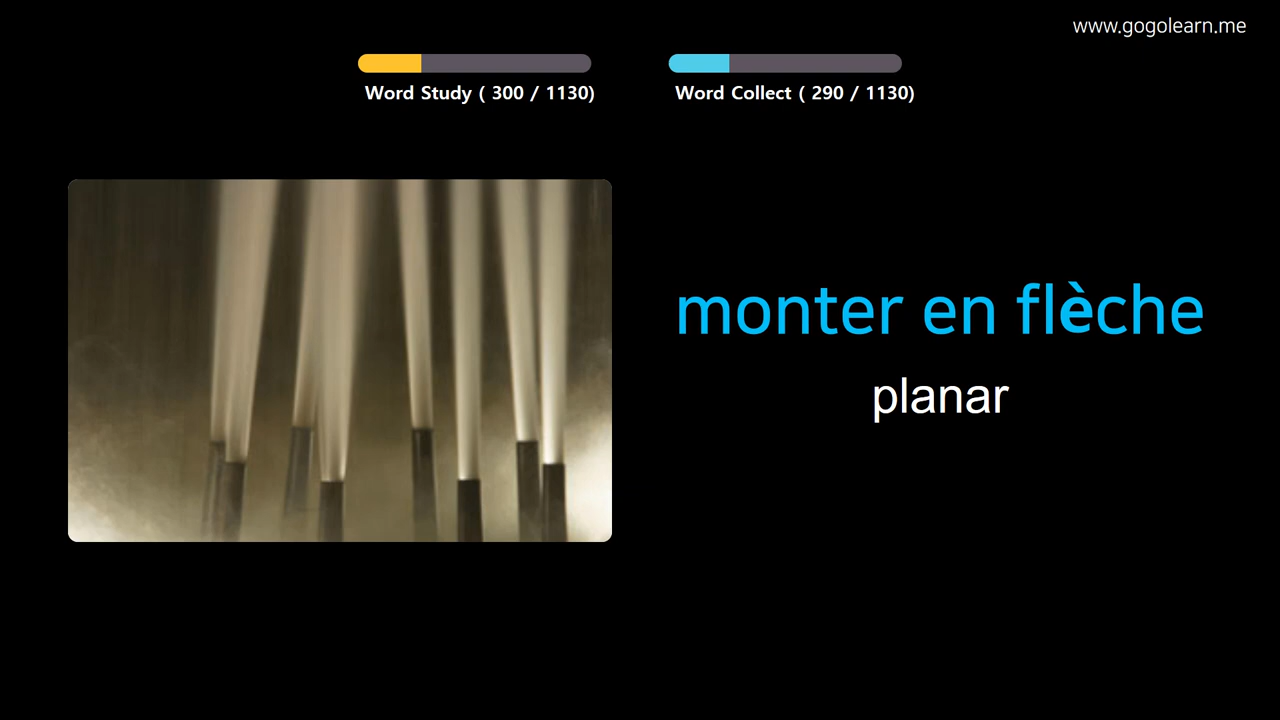 www.gogolearn.me
Word Study ( 300 / 1130)
Word Collect ( 290 / 1130)
monter en flèche
planar